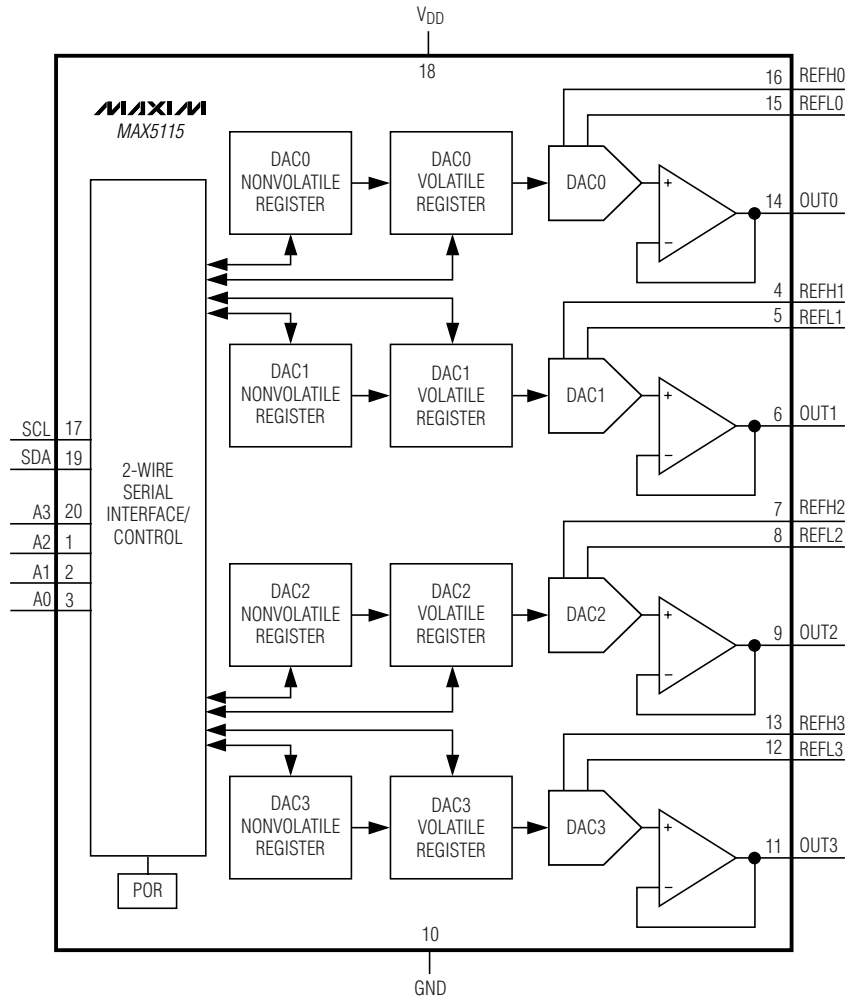 VDD
18
MAXIM
MAX5115
16 REFH0
15 REFL0
DAC0
NONVOLATILE
REGISTER
DAC0
VOLATILE
REGISTER
DAC0
+
−
14 OUT0
4 REFH1
5 REFL1
DAC1
NONVOLATILE
REGISTER
DAC1
VOLATILE
REGISTER
DAC1
+
−
6 OUT1
SCL 17
SDA 19
A3 20
A2 1
A1 2
A0 3
2-WIRE
SERIAL
INTERFACE/
CONTROL
7 REFH2
8 REFL2
DAC2
NONVOLATILE
REGISTER
DAC2
VOLATILE
REGISTER
DAC2
+
−
9 OUT2
13 REFH3
12 REFL3
DAC3
NONVOLATILE
REGISTER
DAC3
VOLATILE
REGISTER
DAC3
+
−
11 OUT3
POR
10
GND